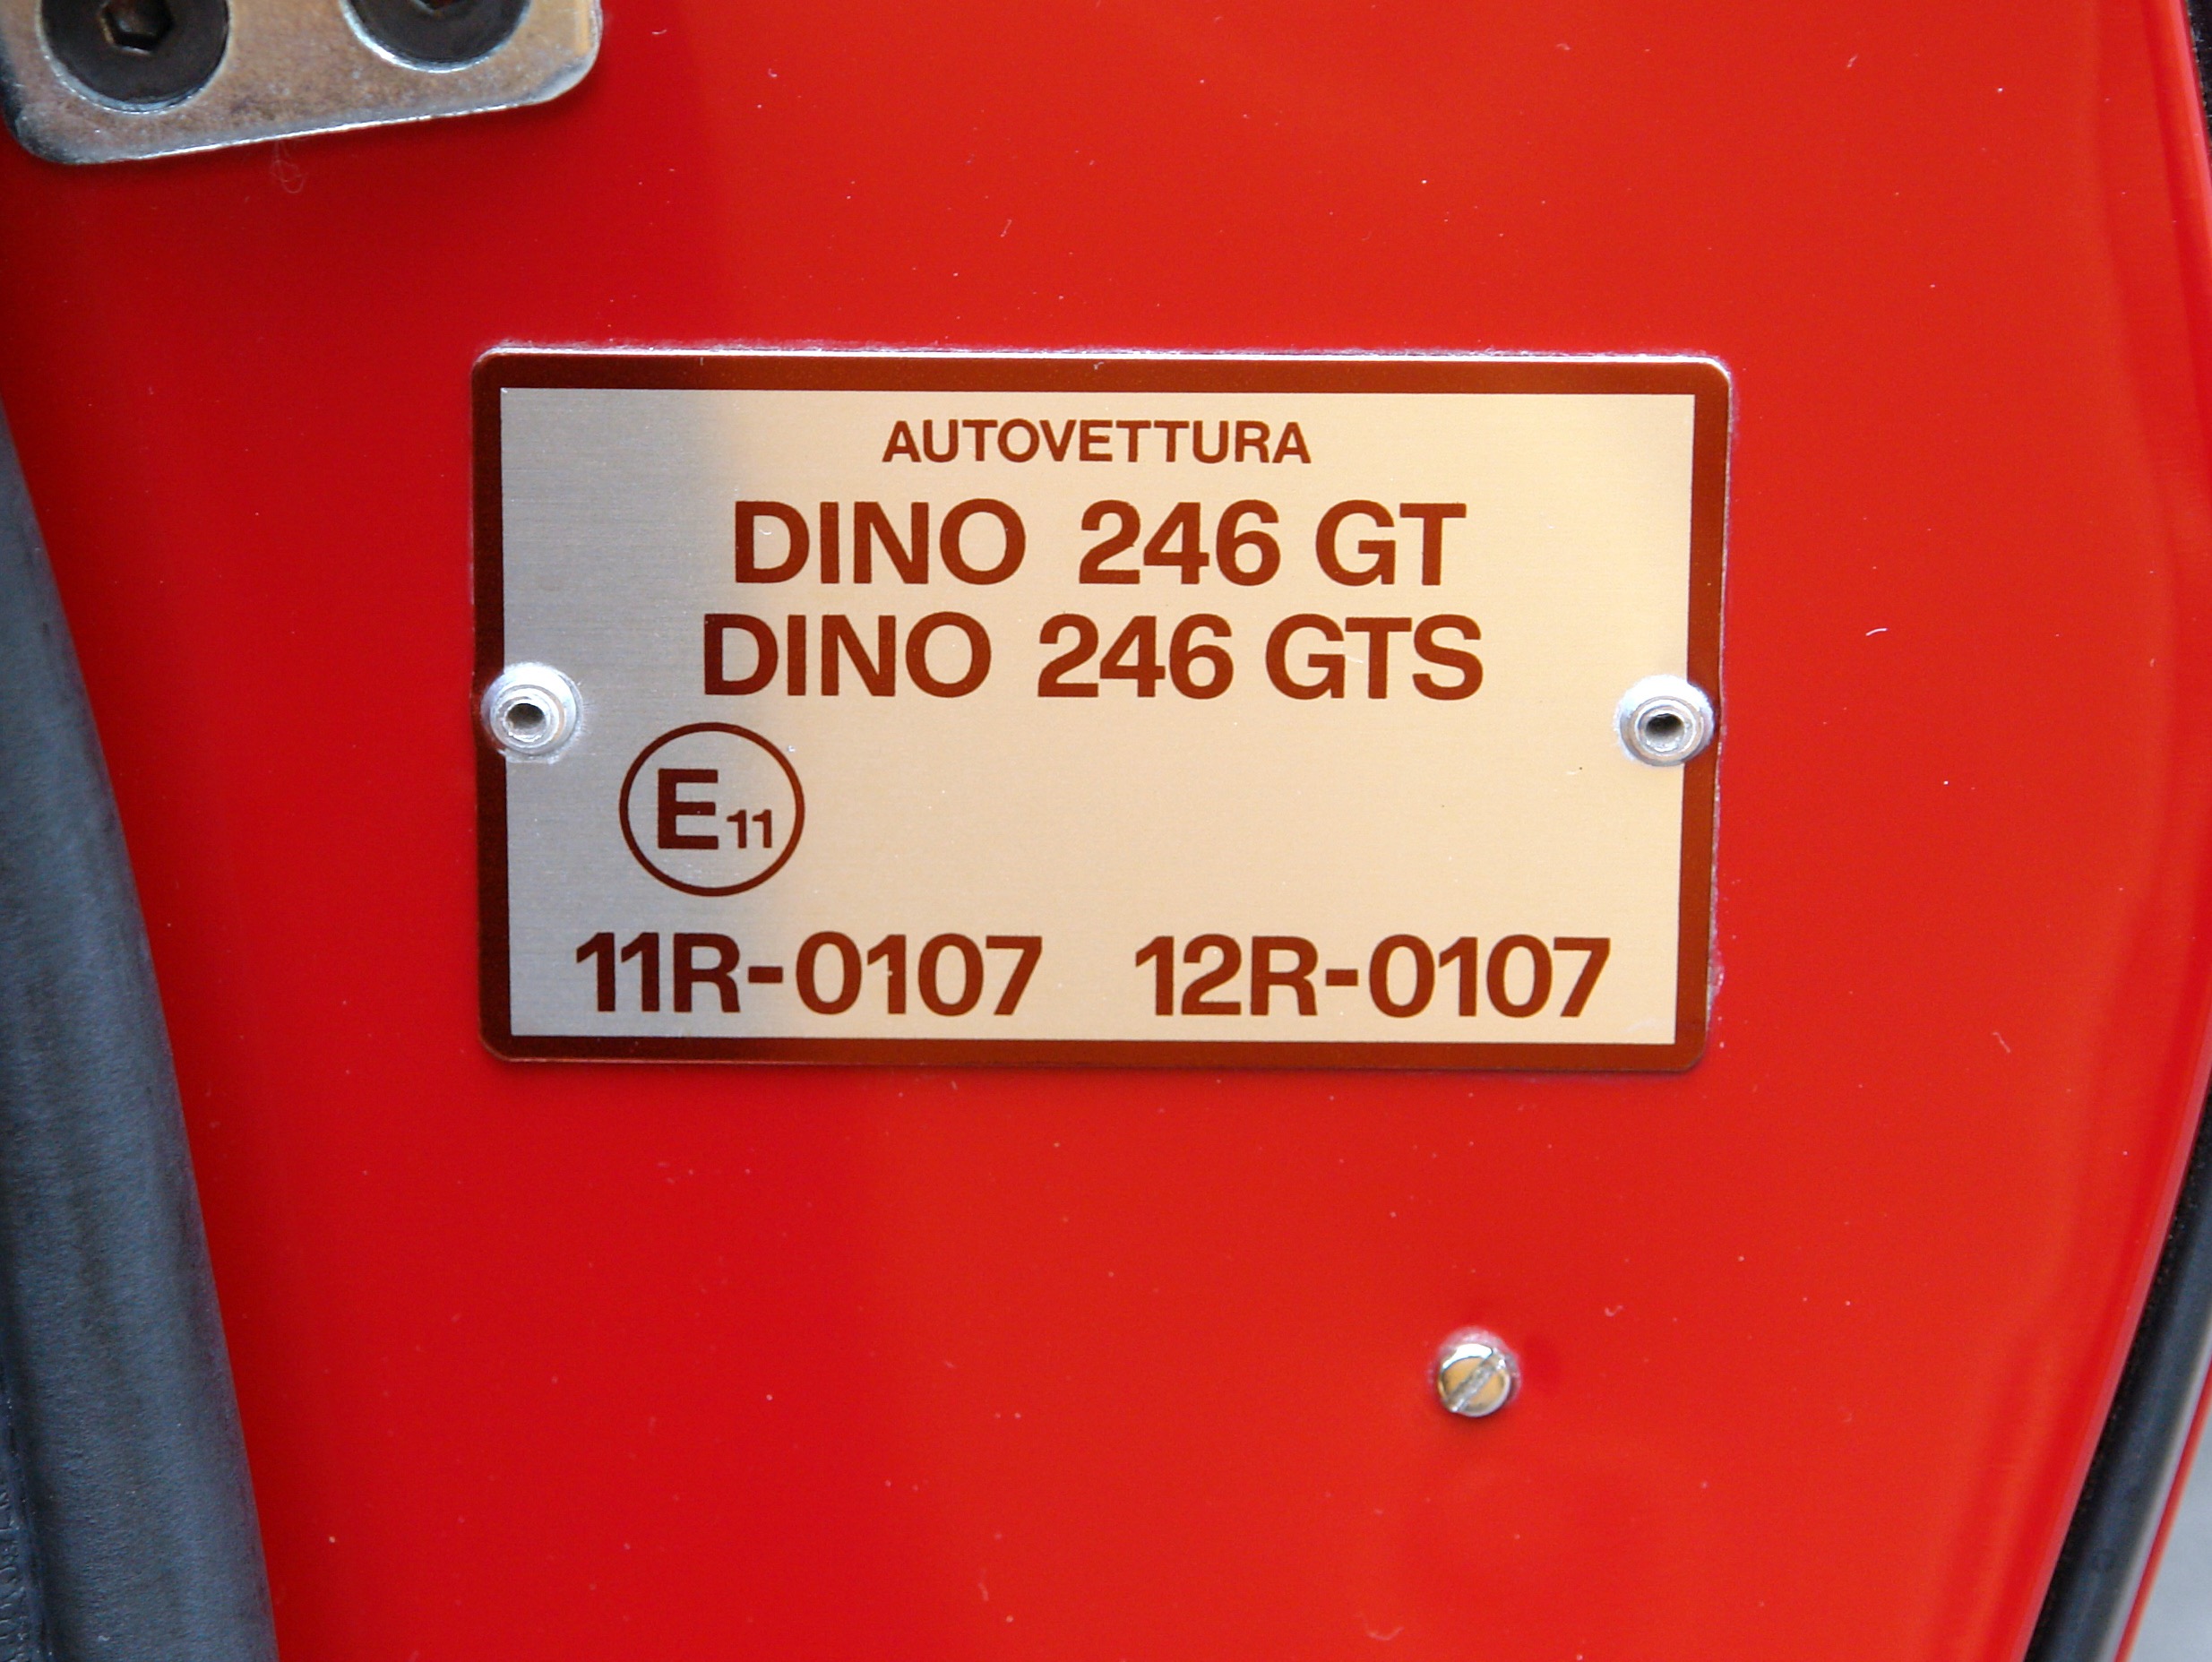 AUTOVETTURA
DINO 246 GT
DINO 246 GTS
E11
11R-0107 12R-0107